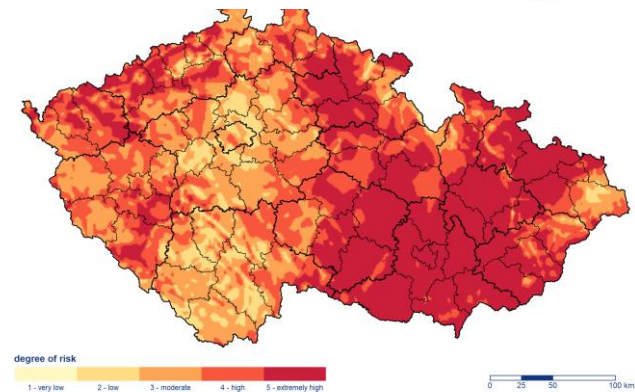 degree of risk
1 - very low 2 - low 3 - moderate 4 - high 5 - extremely high
0 25 50 100 km